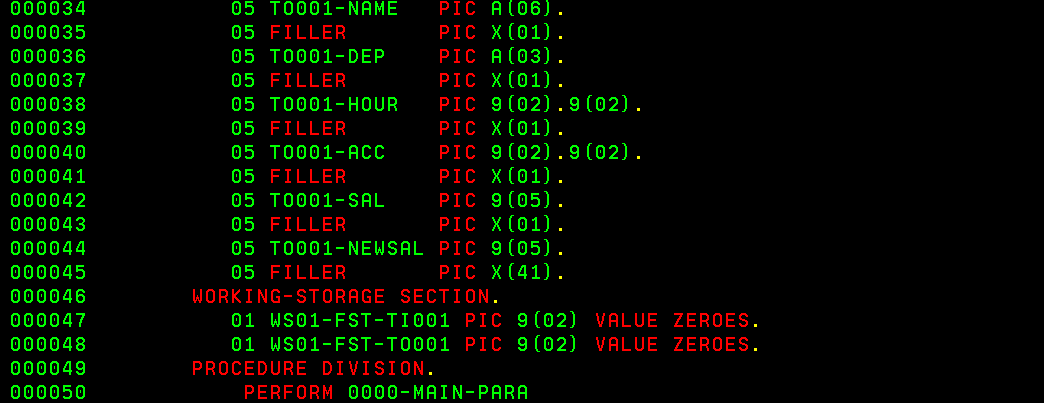 000034           05 TO001-NAME   PIC A(06).
000035           05 FILLER       PIC X(01).
000036           05 TO001-DEP    PIC A(03).
000037           05 FILLER       PIC X(01).
000038           05 TO001-HOUR   PIC 9(02).9(02).
000039           05 FILLER       PIC X(01).
000040           05 TO001-ACC    PIC 9(02).9(02).
000041           05 FILLER       PIC X(01).
000042           05 TO001-SAL    PIC 9(05).
000043           05 FILLER       PIC X(01).
000044           05 TO001-NEWSAL PIC 9(05).
000045           05 FILLER       PIC X(41).
000046        WORKING-STORAGE SECTION.
000047           01 WS01-FST-TI001 PIC 9(02) VALUE ZEROES.
000048           01 WS01-FST-TO001 PIC 9(02) VALUE ZEROES.
000049        PROCEDURE DIVISION.
000050            PERFORM 0000-MAIN-PARA